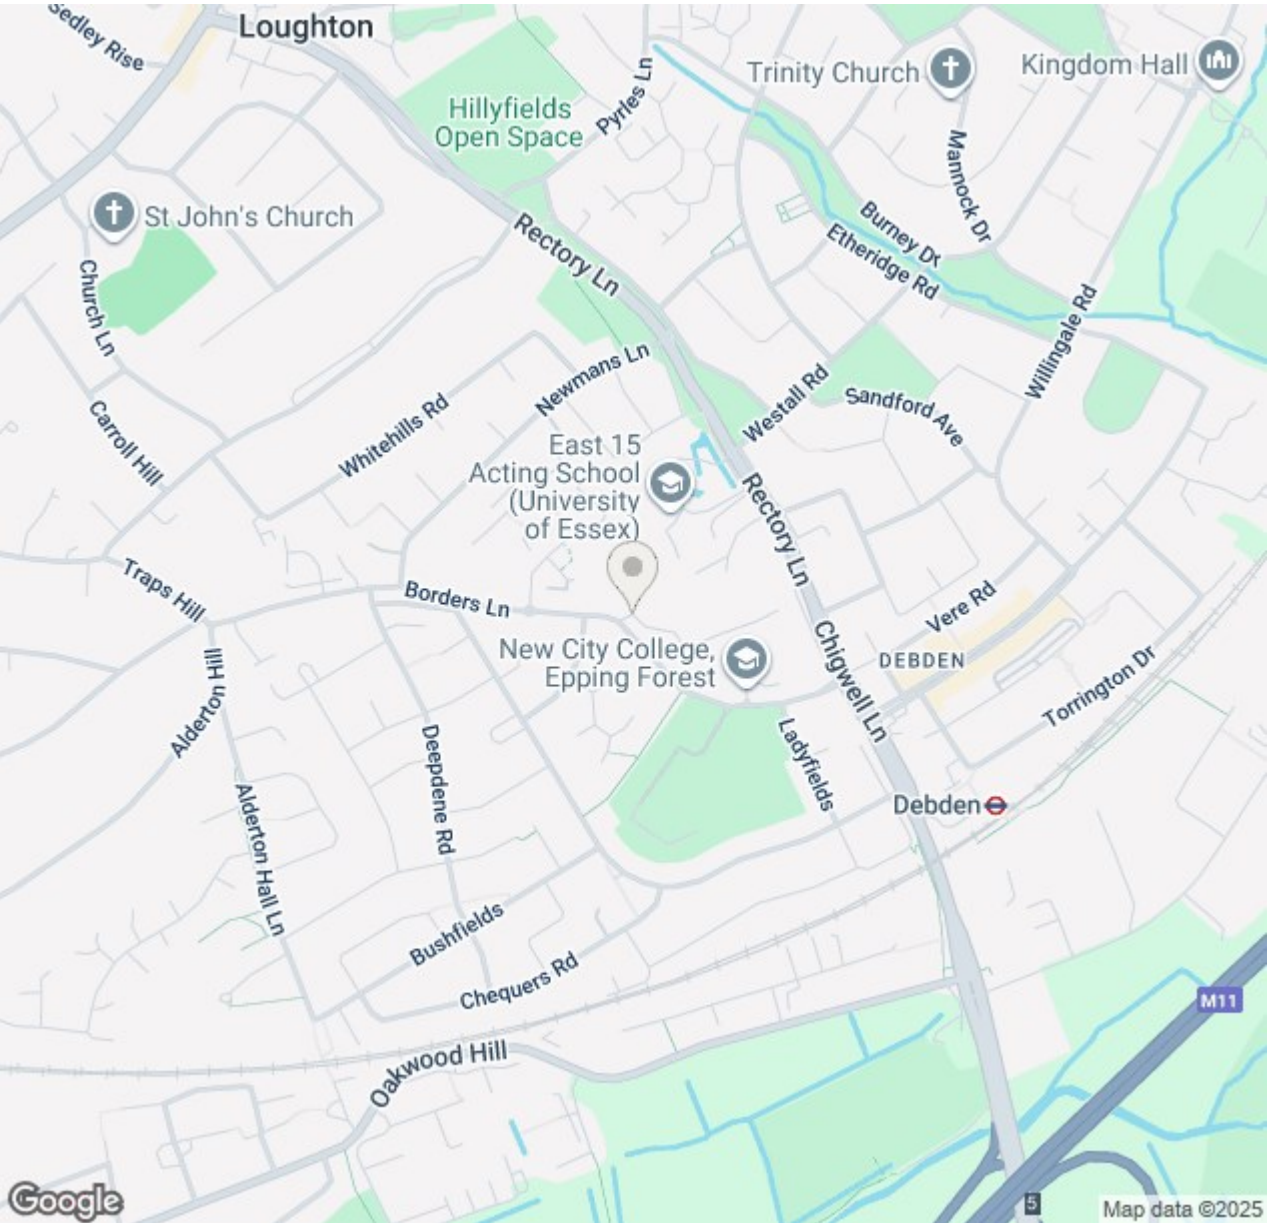 Sedley Rise
Loughton
Trinity Church
Kingdom Hall
Hillyfields
Open Space
Pyrles Ln
Mannock Dr
St John's Church
Rectory Ln
Burney Dr
Etheridge Rd
Church Ln
Willingale Rd
Newmans Ln
Westall Rd
Sandford Ave
Carroll Hill
Whitehills Rd
East 15
Acting School
(University
of Essex)
Rectory Ln
Traps Hill
Borders Ln
Vere Rd
New City College,
Epping Forest
Chigwell Ln
DEBDEN
Alderton Hill
Torrington Dr
Deepdene Rd
Ladyfields
Debden
Alderton Hall Ln
Bushfields
Chequers Rd
M11
Oakwood Hill
5
Google
Map data ©2025